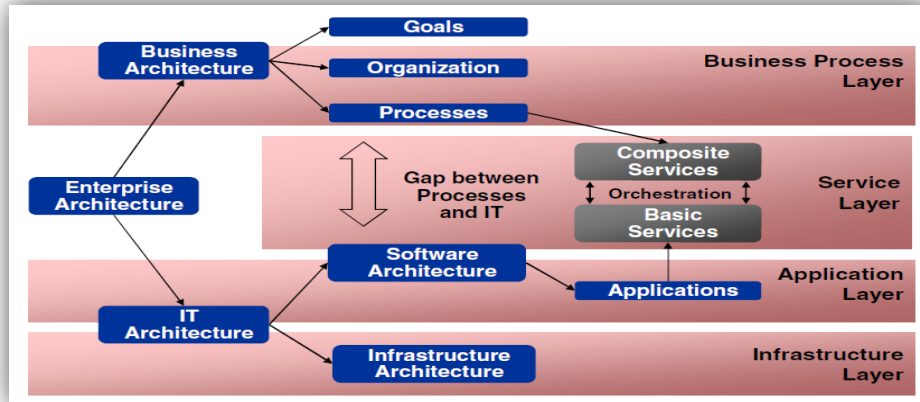 Goals
Business
Architecture
Organization
Business Process
Layer
Processes
Composite
Services
Gap between
Processes
and IT
Orchestration
Service
Layer
Enterprise
Architecture
Basic
Services
Software
Architecture
Application
Layer
Applications
IT
Architecture
Infrastructure
Architecture
Infrastructure
Layer